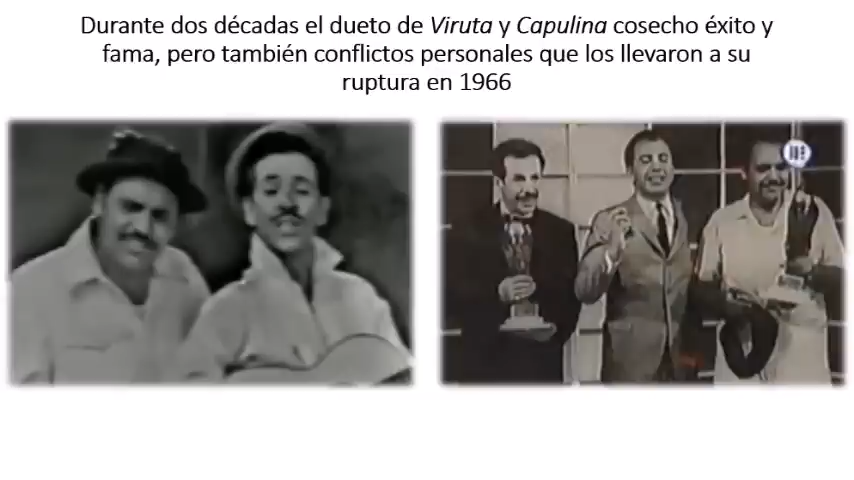 Durante dos décadas el dueto de Viruta y Capulina cosecho éxito y
fama, pero también conflictos personales que los llevaron a su
ruptura en 1966